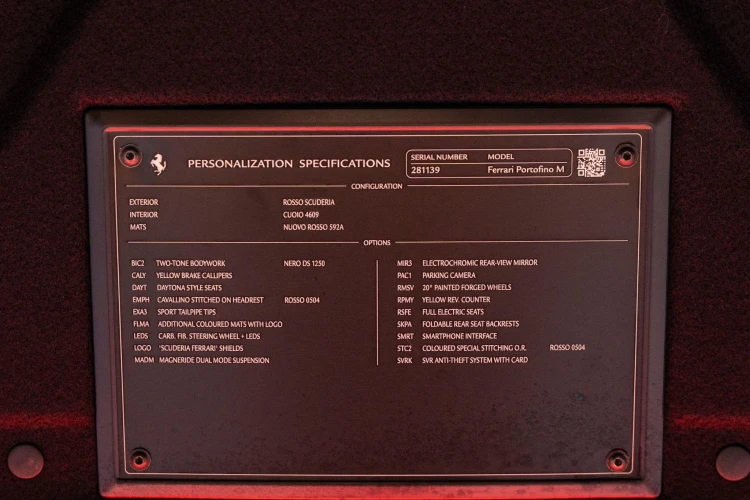 PERSONALIZATION SPECIFICATIONS
SERIAL NUMBER MODEL
281139 Ferrari Portofino M
CONFIGURATION
EXTERIOR ROSSO SCUDERIA
INTERIOR CUOIO 4609
MATS NUOVO ROSSO 592A
OPTIONS
BIC2 TWO-TONE BODYWORK NERO DS 1250
CALY YELLOW BRAKE CALLIPERS
DAYT DAYTONA STYLE SEATS
EMPH CAVALLINO STITCHED ON HEADREST ROSSO 0504
EXA3 SPORT TAILPIPE TIPS
FLMA ADDITIONAL COLOURED MATS WITH LOGO
LEDS CARB. FIB. STEERING WHEEL + LEDS
LOGO 'SCUDERIA FERRARI' SHIELDS
MADM MAGNERIDE DUAL MODE SUSPENSION
MIR3 ELECTROCHROMIC REAR-VIEW MIRROR
PAC1 PARKING CAMERA
RMSV 20" PAINTED FORGED WHEELS
RPMY YELLOW REV. COUNTER
RSFE FULL ELECTRIC SEATS
SKPA FOLDABLE REAR SEAT BACKRESTS
SMRT SMARTPHONE INTERFACE
STC2 COLOURED SPECIAL STITCHING O.R. ROSSO 0504
SVRK SVR ANTI-THEFT SYSTEM WITH CARD